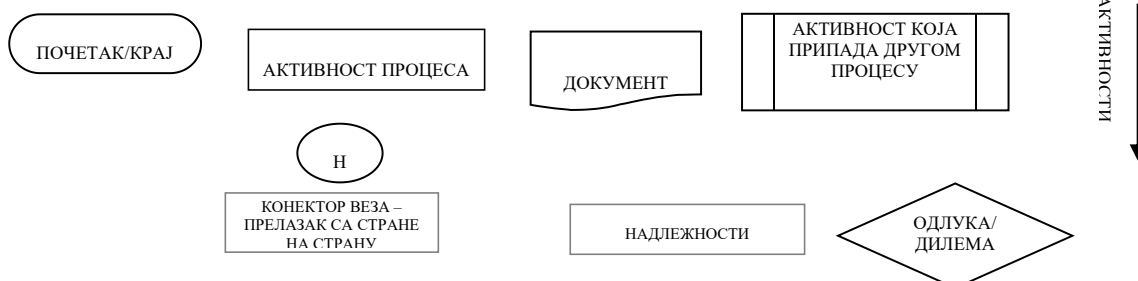 ПОЧЕТАК/КРАЈ
АКТИВНОСТ ПРОЦЕСА
ДОКУМЕНТ
АКТИВНОСТ КОЈА
ПРИПАДА ДРУГОМ
ПРОЦЕСУ
АКТИВНОСТИ
Н
КОНЕКТОР ВЕЗА –
ПРЕЛАЗАК СА СТРАНЕ
НА СТРАНУ
НАДЛЕЖНОСТИ
ОДЛУКА/
ДИЛЕМА